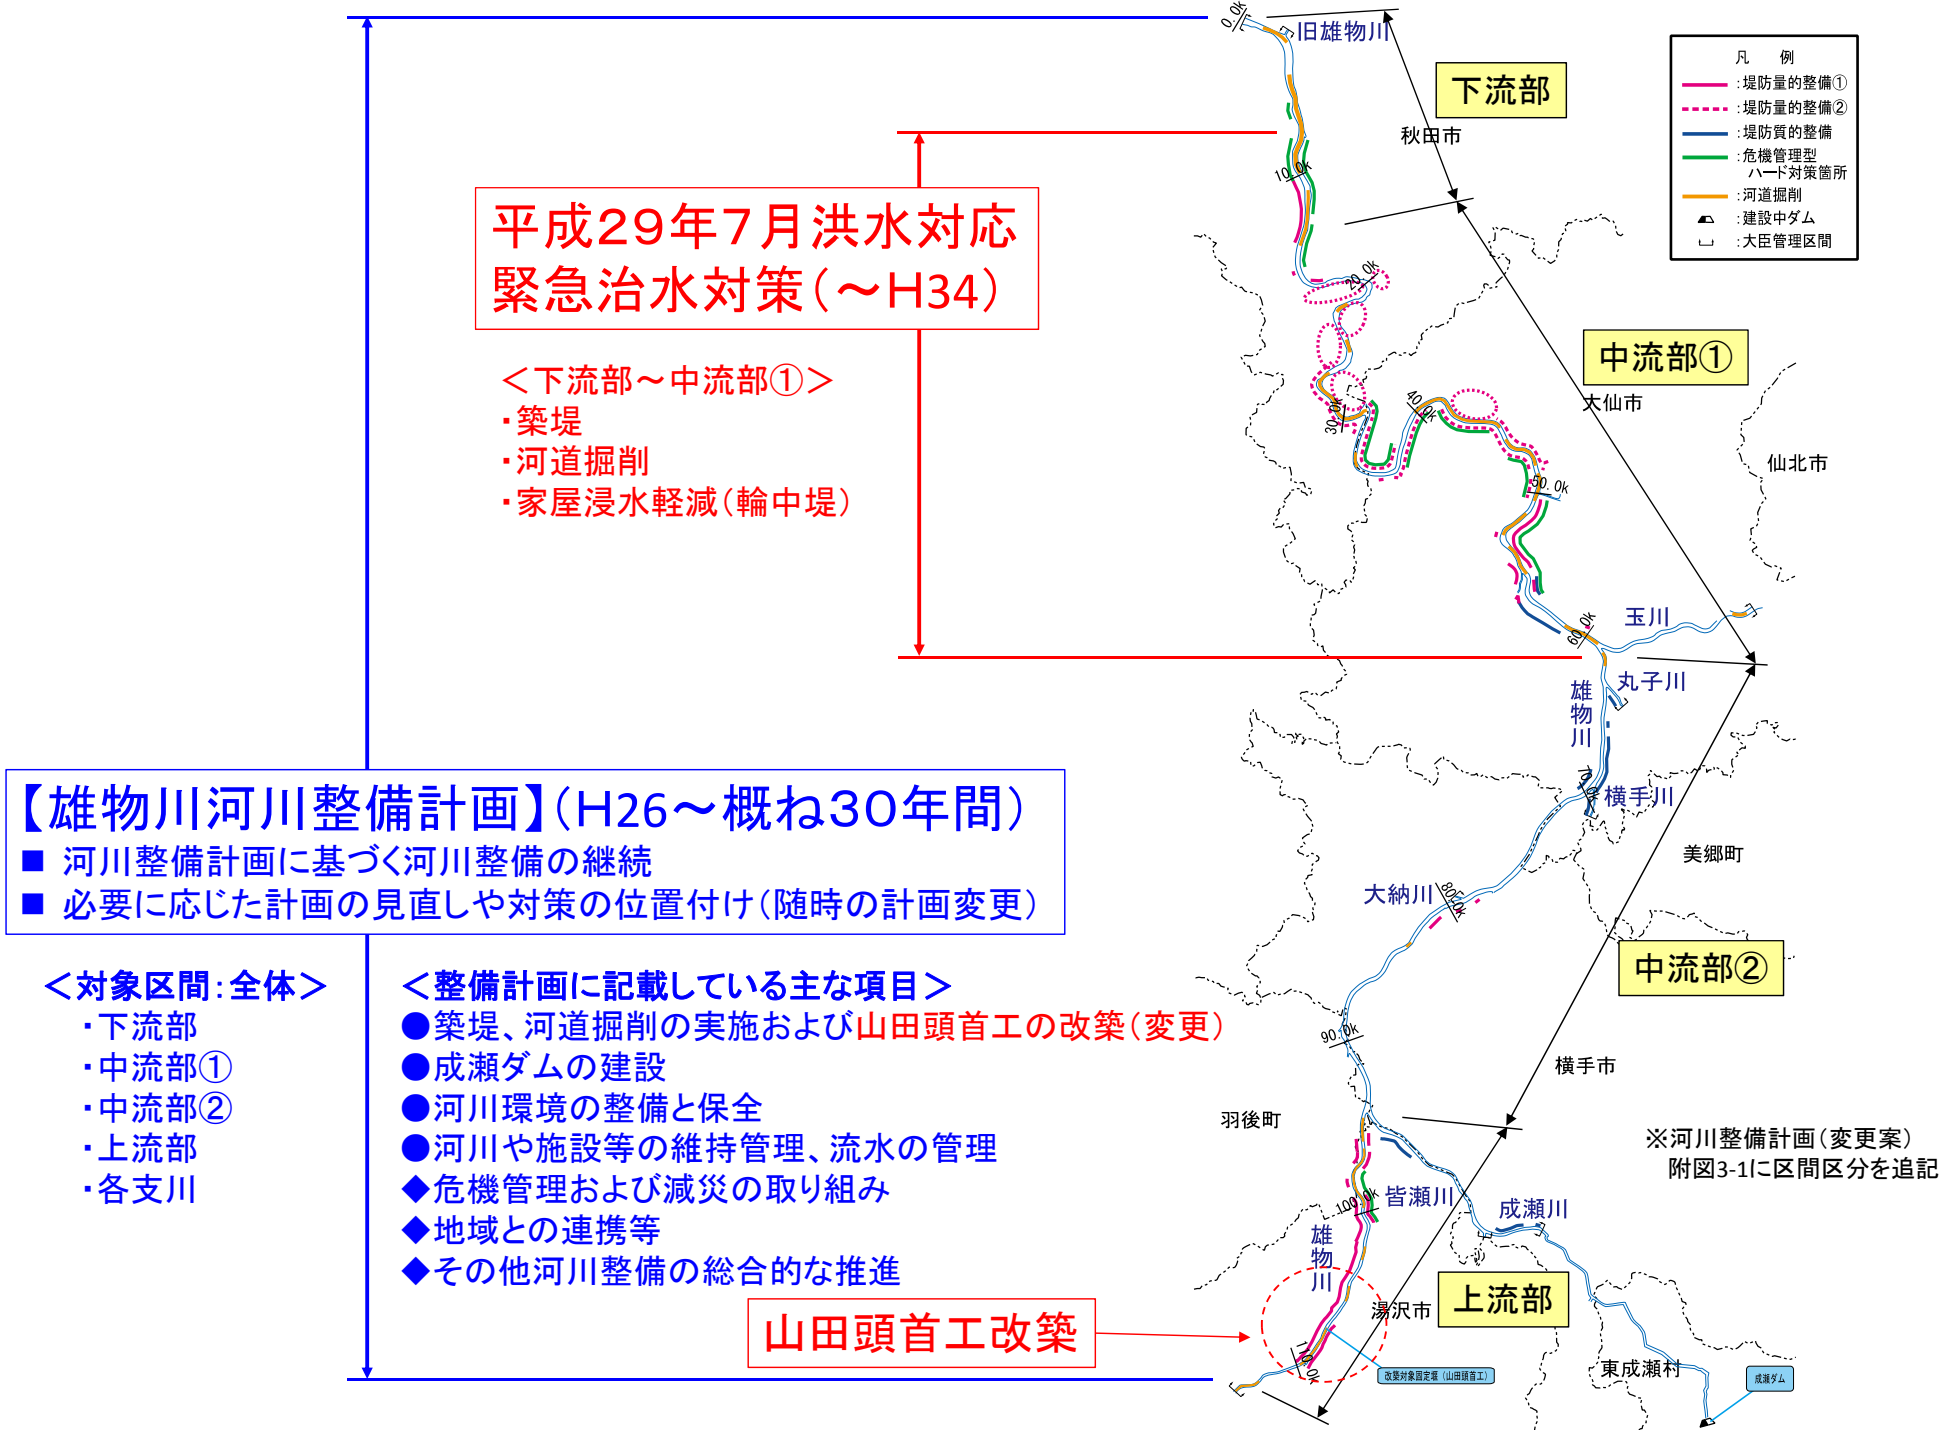 平成29年7月洪水対応
緊急治水対策(～H34)
＜下流部～中流部①＞
・築堤
・河道掘削
・家屋浸水軽減(輪中堤)
【雄物川河川整備計画】(H26～概ね30年間)
■ 河川整備計画に基づく河川整備の継続
■ 必要に応じた計画の見直しや対策の位置付け(随時の計画変更)
＜対象区間:全体＞
・下流部
・中流部①
・中流部②
・上流部
・各支川
＜整備計画に記載している主な項目＞
●築堤、河道掘削の実施および山田頭首工の改築(変更)
●成瀬ダムの建設
●河川環境の整備と保全
●河川や施設等の維持管理、流水の管理
◆危機管理および減災の取り組み
◆地域との連携等
◆その他河川整備の総合的な推進
山田頭首工改築
凡 例
:堤防量的整備①
:堤防量的整備②
:堤防質的整備
:危機管理型
ハード対策箇所
:河道掘削
:建設中ダム
:大臣管理区間
0.0k
旧雄物川
下流部
秋田市
10.0k
20.0k
中流部①
大仙市
30.0k
40.0k
仙北市
50.0k
60.0k
玉川
丸子川
雄物川
70.0k
横手川
美郷町
大納川
80.0k
中流部②
90.0k
横手市
羽後町
※河川整備計画(変更案)
附図3-1に区間区分を追記
100.0k
皆瀬川
成瀬川
雄物川
上流部
湯沢市
110.0k
改築対象固定堰(山田頭首工)
東成瀬村
成瀬ダム